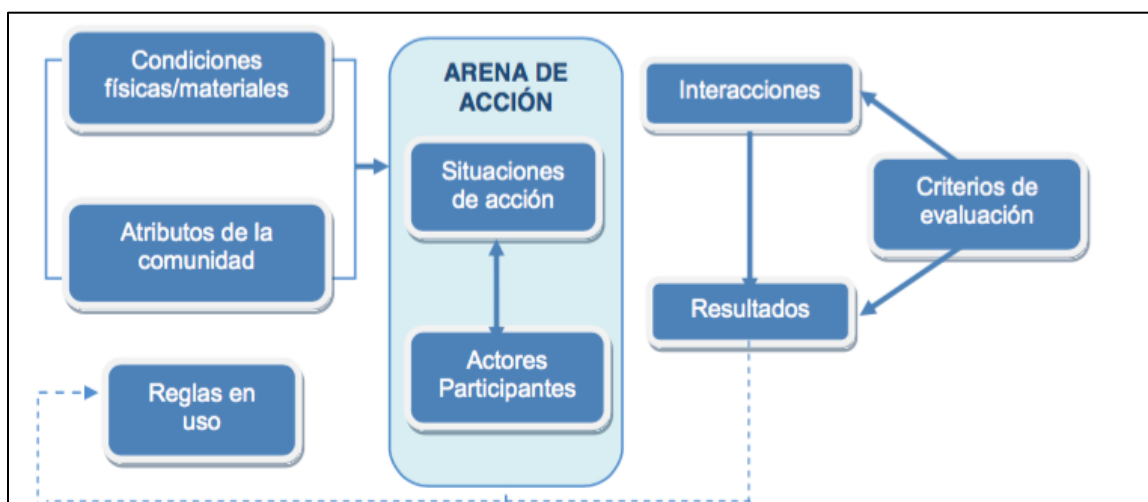 Condiciones
físicas/materiales
Atributos de la
comunidad
Reglas en
uso
ARENA DE
ACCIÓN
Situaciones
de acción
Actores
Participantes
Interacciones
Resultados
Criterios de
evaluación